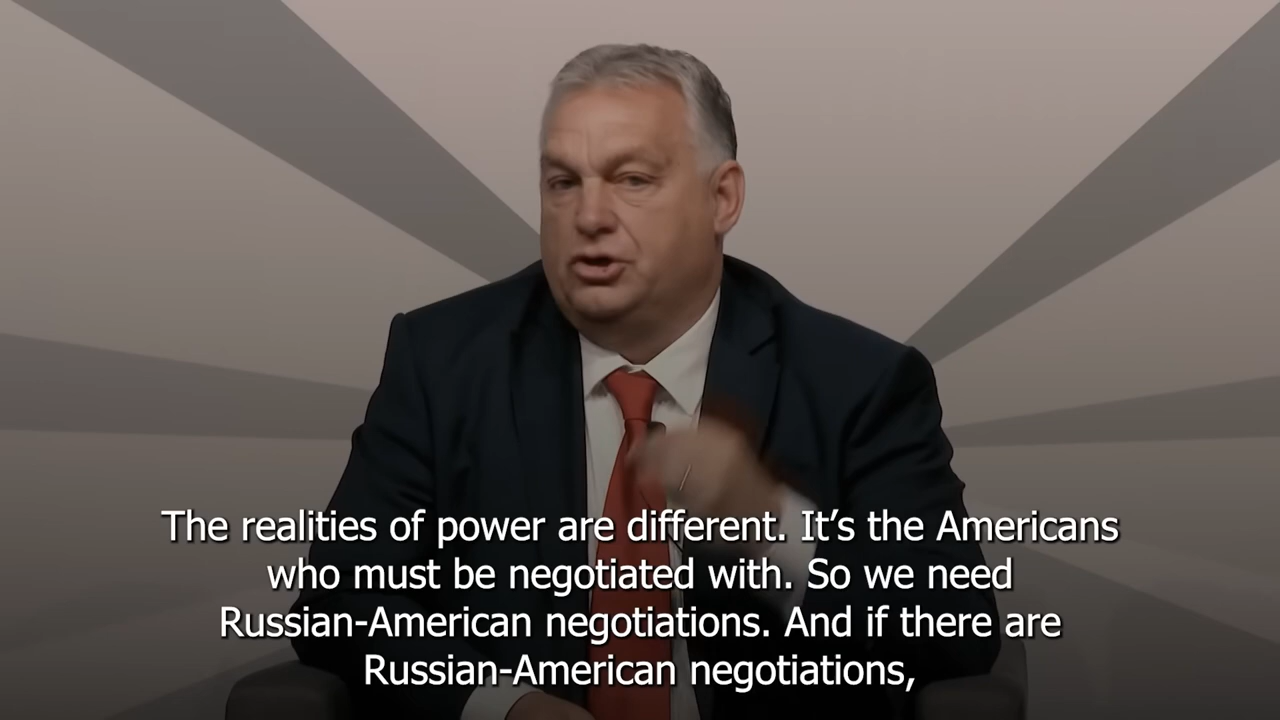 The realities of power are different. It’s the Americans
who must be negotiated with. So we need
Russian-American negotiations. And if there are
Russian-American negotiations,